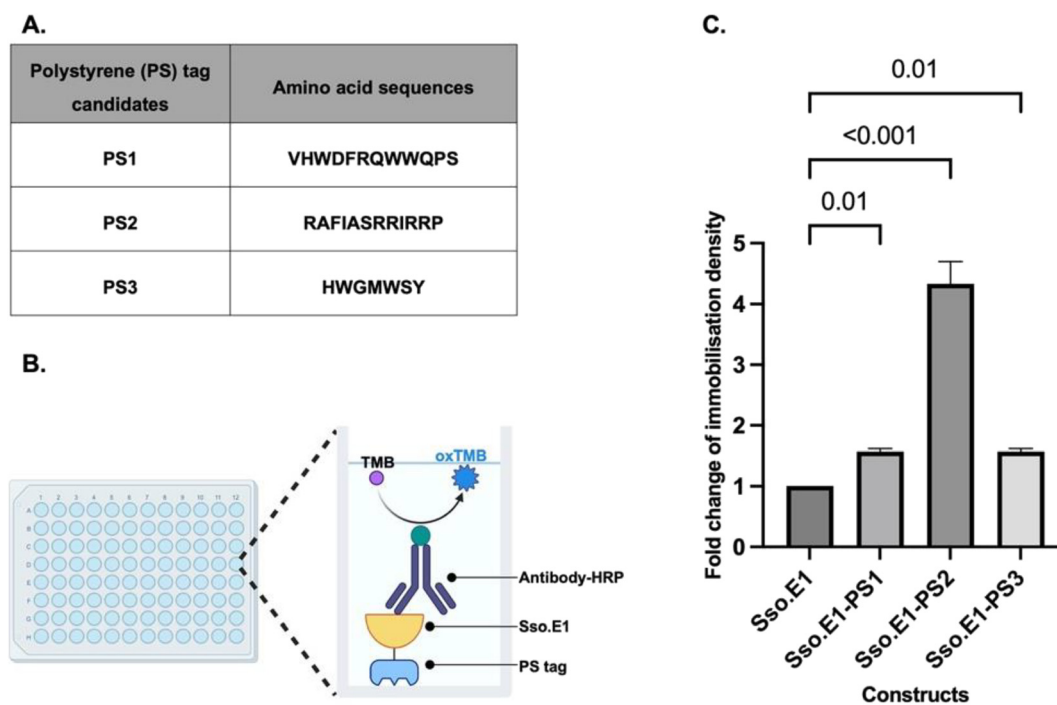 A.
Polystyrene (PS) tag
candidates
Amino acid sequences
PS1
VHWDFRQWWQPS
PS2
RAFIASRRIRRP
PS3
HWGMWSY
B.
1 2 3 4 5 6 7 8 9 10 11 12
A
B
C
D
E
F
G
H
TMB
oxTMB
Antibody-HRP
Sso.E1
PS tag
C.
0.01
<0.001
0.01
Fold change of immobilisation density
5
4
3
2
1
0
Sso.E1
Sso.E1-PS1
Sso.E1-PS2
Sso.E1-PS3
Constructs